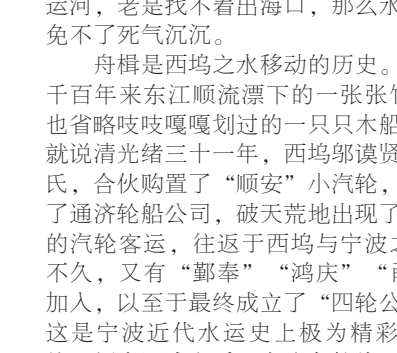 运河，老是找不着出海口，那么水
免不了死气沉沉。
舟楫是西坞之水移动的历史。
千百年来东江顺流漂下的一张张竹
也省略吱吱嘎嘎划过的一只只木船
就说清光绪三十一年，西坞邬谟贤
氏，合伙购置了“顺安”小汽轮，
了通济轮船公司，破天荒地出现了
的汽轮客运，往返于西坞与宁波之
不久，又有“鄞奉”“鸿庆”“
加入，以至于最终成立了“四轮公
这是宁波近代水运史上极为精彩